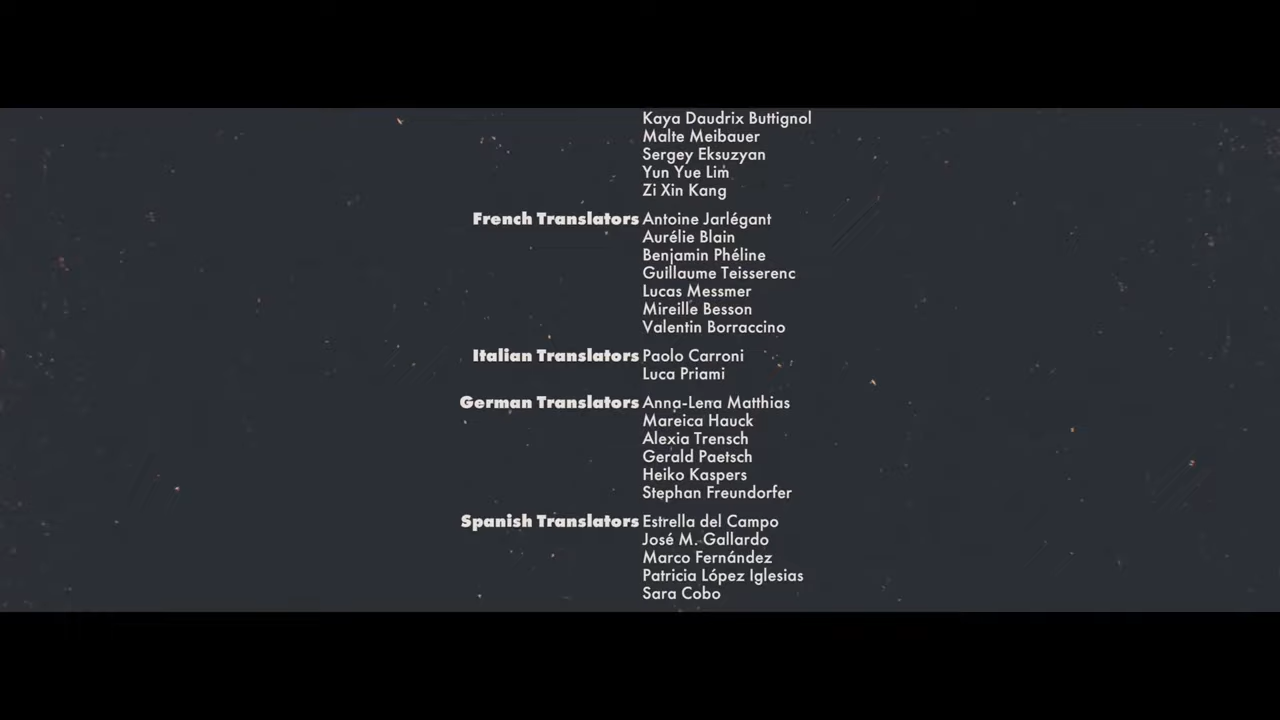 Kaya Daudrix Buttignol
Malte Meibauer
Sergey Eksuzyan
Yun Yue Lim
Zi Xin Kang
French Translators Antoine Jarlégant
Aurélie Blain
Benjamin Phéline
Guillaume Teisserenc
Lucas Messmer
Mireille Besson
Valentin Borraccino
Italian Translators Paolo Carroni
Luca Priami
German Translators Anna-Lena Matthias
Mareica Hauck
Alexia Trensch
Gerald Paetsch
Heiko Kaspers
Stephan Freundorfer
Spanish Translators Estrella del Campo
José M. Gallardo
Marco Fernández
Patricia López Iglesias
Sara Cobo